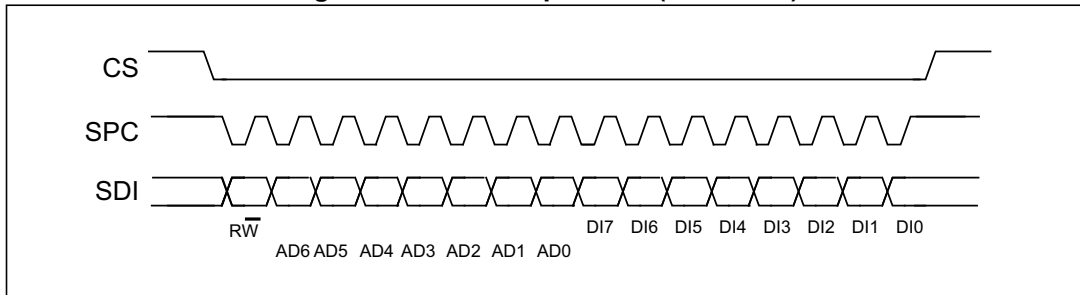 CS
SPC
SDI
RW
DI7 DI6 DI5 DI4 DI3 DI2 DI1 DI0
AD6 AD5 AD4 AD3 AD2 AD1 AD0